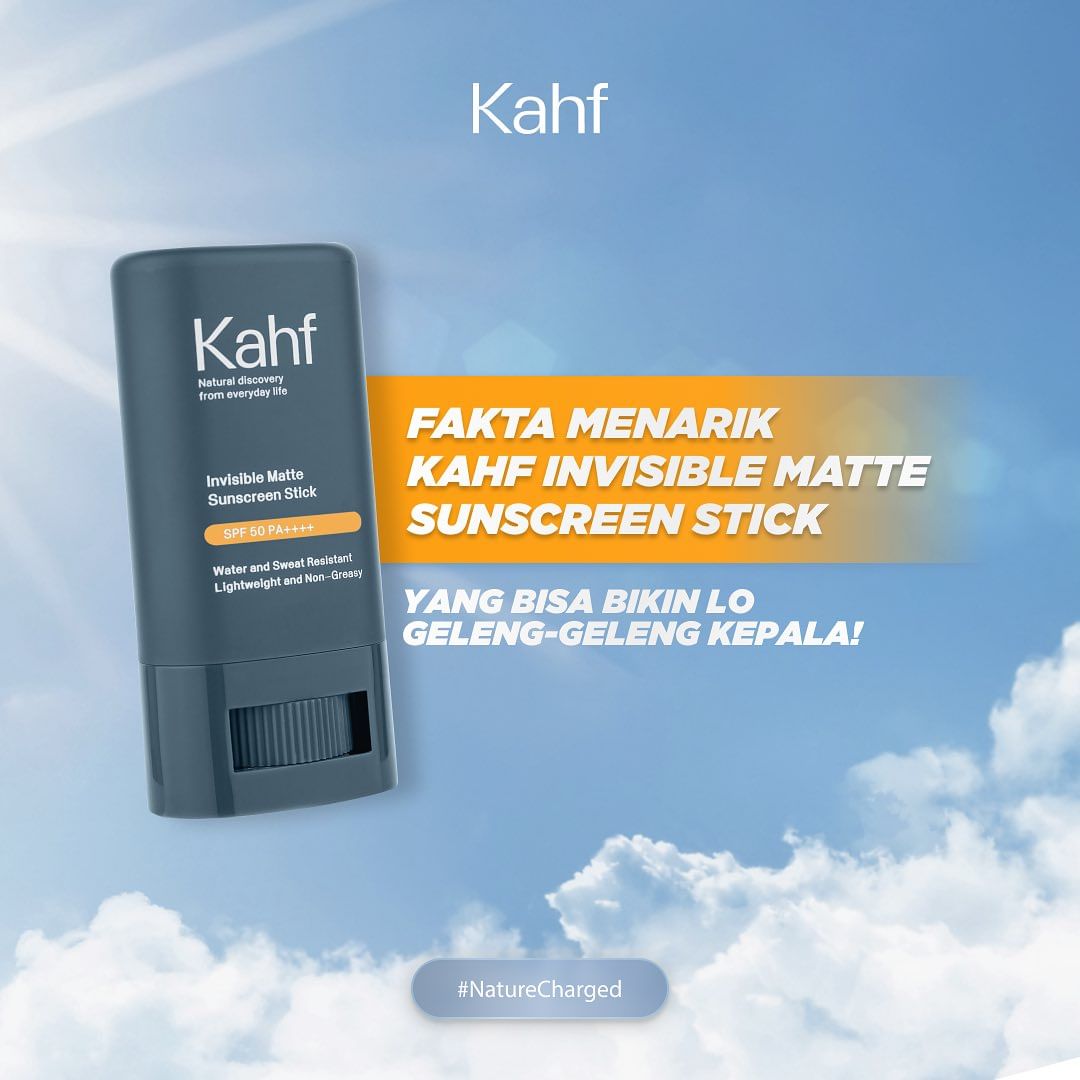 Kahf
Kahf
Natural discovery
from everyday life
Invisible Matte
Sunscreen Stick
SPF 50 PA++++
Water and Sweat Resistant
Lightweight and Non-Greasy
FAKTA MENARIK
KAHF INVISIBLE MATTE
SUNSCREEN STICK
YANG BISA BIKIN LO
GELENG-GELENG KEPALA!
#NatureCharged